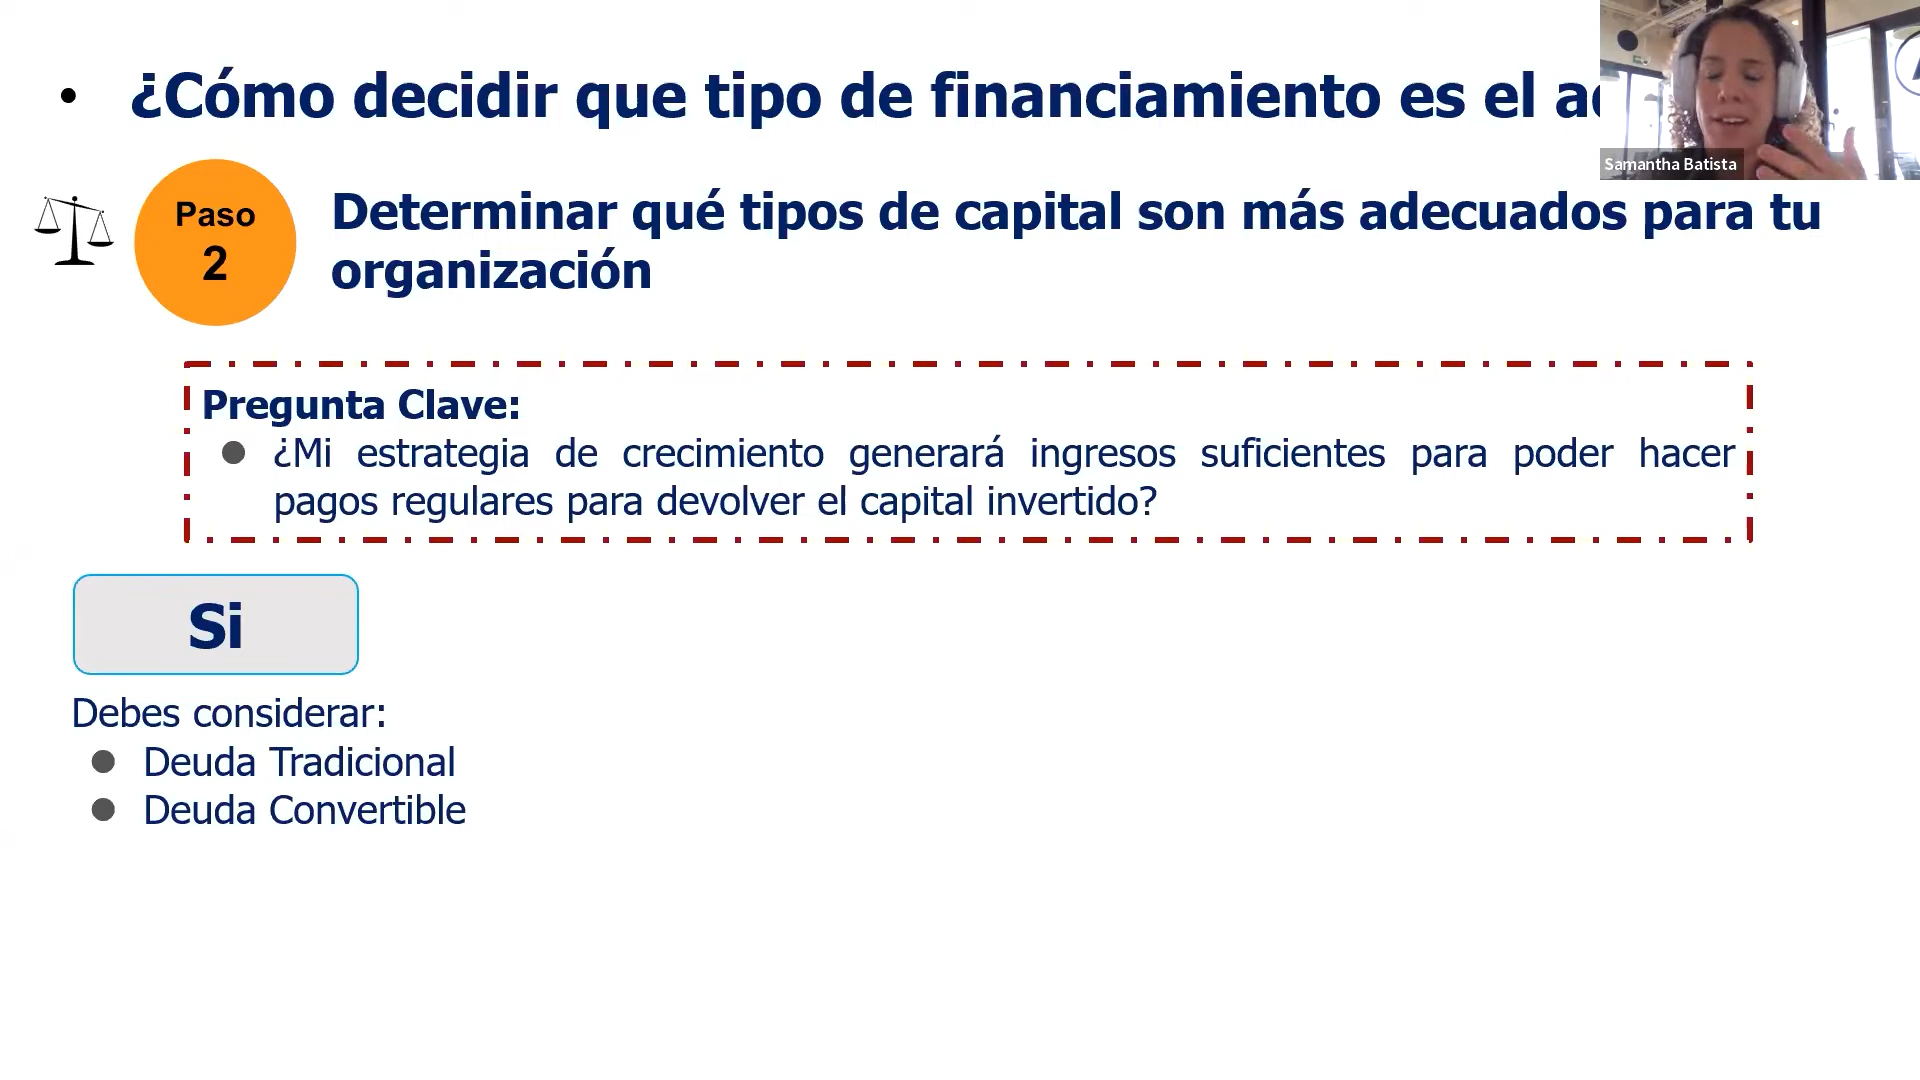 • ¿Cómo decidir que tipo de financiamiento es el
Samantha Batista
Paso
2
Determinar qué tipos de capital son más adecuados para tu
organización
Pregunta Clave:
● ¿Mi estrategia de crecimiento generará ingresos suficientes para poder hacer
pagos regulares para devolver el capital invertido?
Si
Debes considerar:
● Deuda Tradicional
● Deuda Convertible